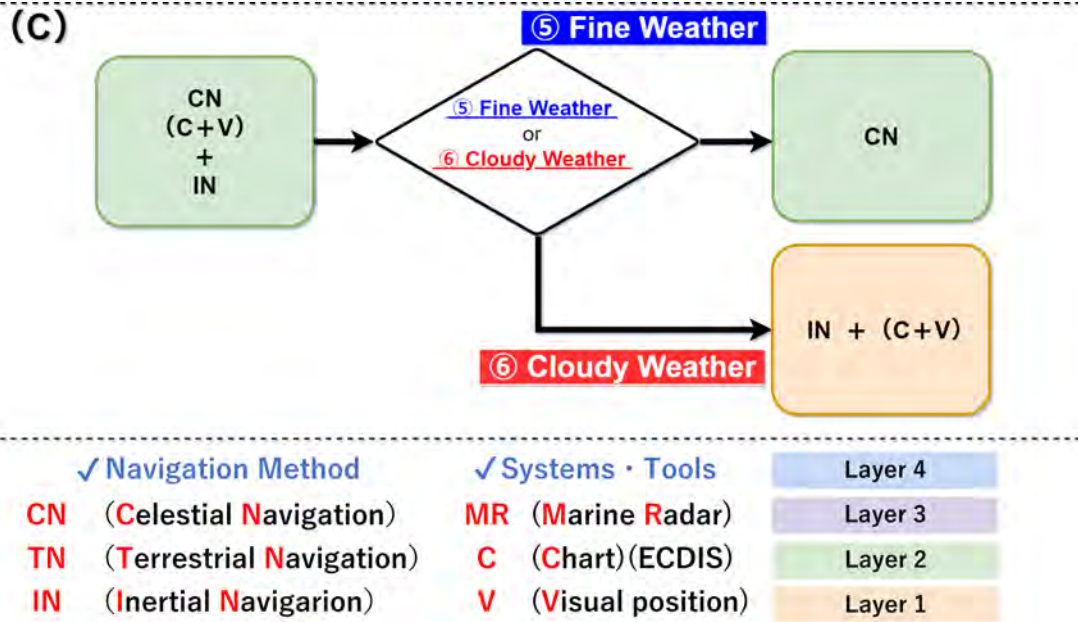 (C)
⑤ Fine Weather
CN
(C+V)
+
IN
⑤ Fine Weather
or
⑥ Cloudy Weather
CN
IN + (C+V)
⑥ Cloudy Weather
✓Navigation Method
CN (Celestial Navigation)
TN (Terrestrial Navigation)
IN (Inertial Navigarion)
✓Systems・Tools
MR (Marine Radar)
C (Chart)(ECDIS)
V (Visual position)
Layer 4
Layer 3
Layer 2
Layer 1